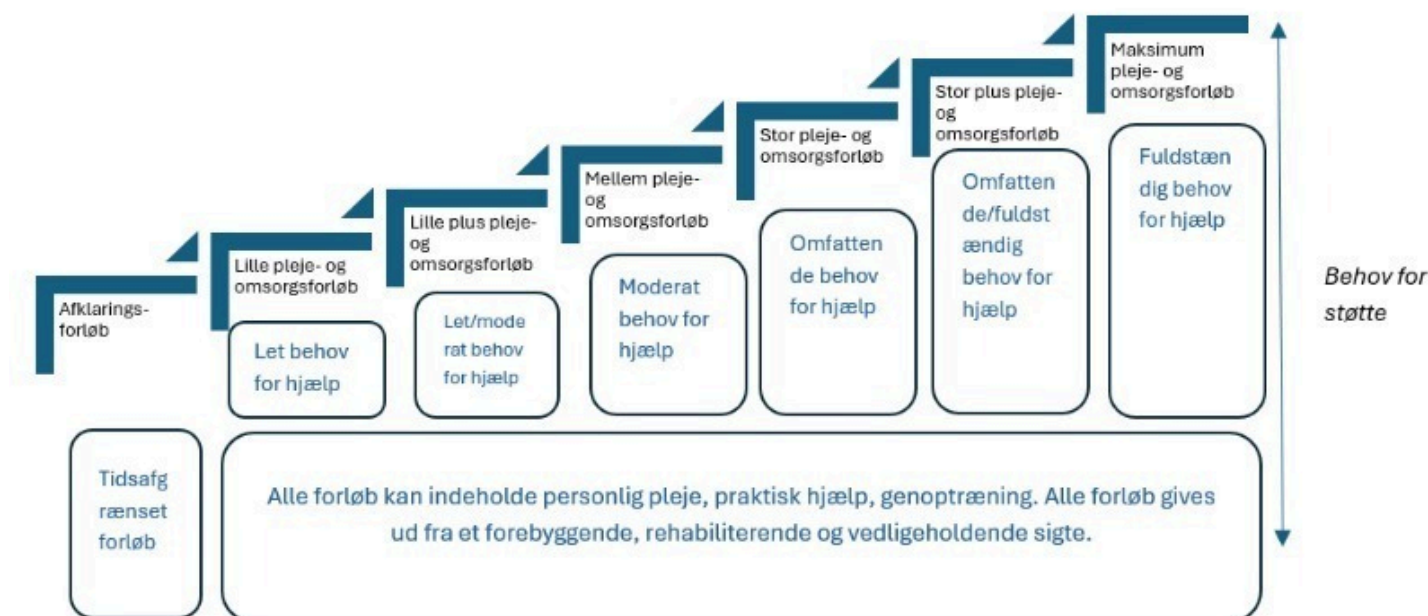 Afklarings-
forløb
Lille pleje- og
omsorgsforløb
Lille plus pleje-
og
omsorgsforløb
Mellem pleje-
og
omsorgsforløb
Stor pleje- og
omsorgsforløb
Stor plus pleje-
og
omsorgsforløb
Maksimum
pleje- og
omsorgsforløb
Let behov
for hjælp
Let/mode
rat behov
for hjælp
Moderat
behov for
hjælp
Omfatten
de behov
for hjælp
Omfatten
de/fuldst
ændig
behov for
hjælp
Fuldstæn
dig behov
for hjælp
Behov for
støtte
Tidsafg
rænset
forløb
Alle forløb kan indeholde personlig pleje, praktisk hjælp, genoptræning. Alle forløb gives
ud fra et forebyggende, rehabiliterende og vedligeholdende sigte.